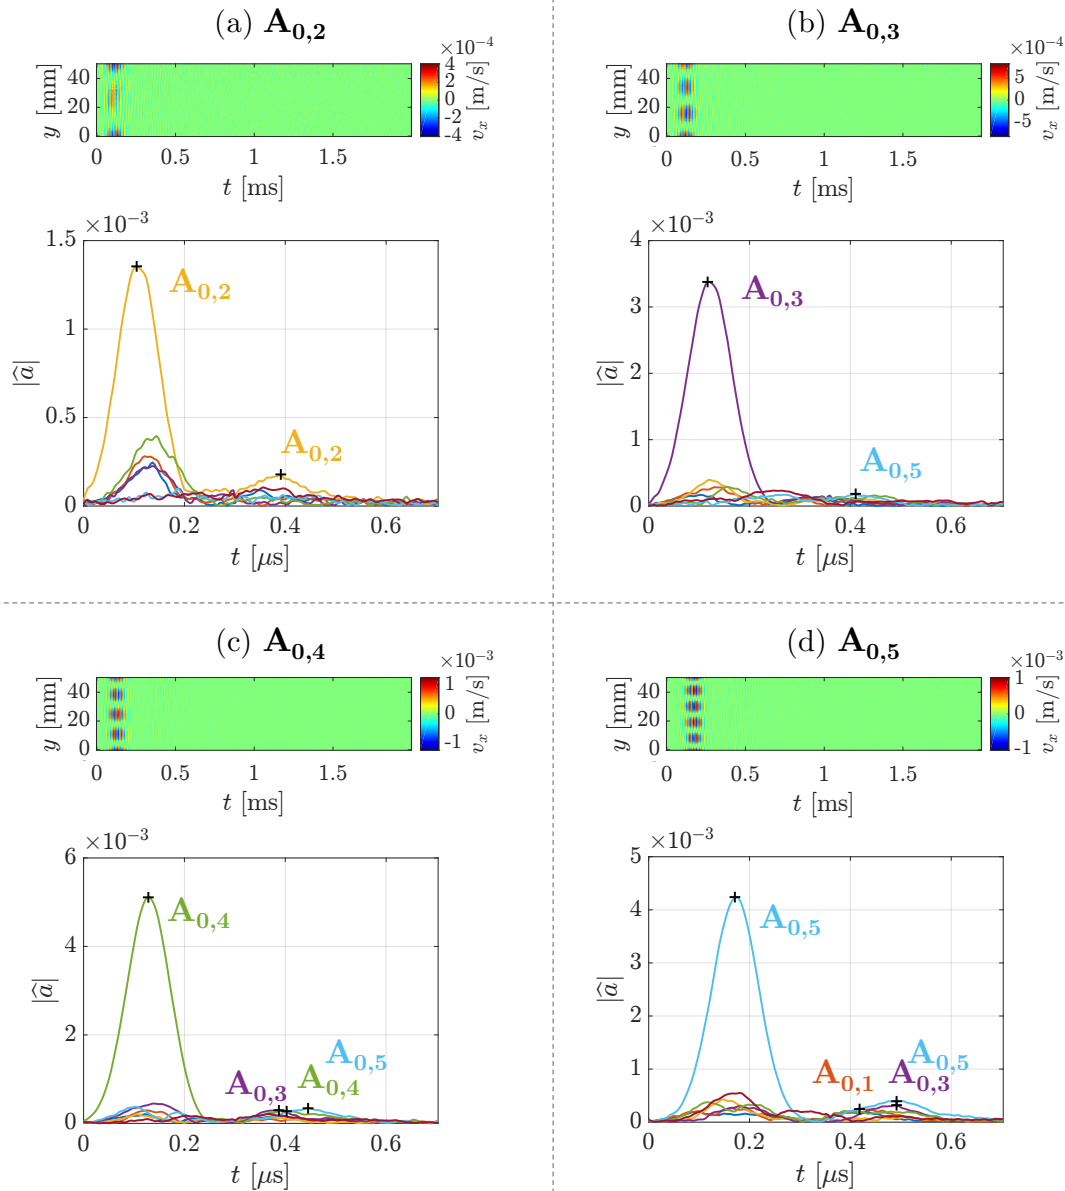 (a) A0,2
×10−4
40
20
0
y [mm]
4
2
0
-2
-4
vx [m/s]
0 0.5 1 1.5
t [ms]
×10−3
1.5
1
0.5
0
|â|
A0,2
A0,2
0 0.2 0.4 0.6
t [μs]
(b) A0,3
×10−4
40
20
0
y [mm]
5
0
-5
vx [m/s]
0 0.5 1 1.5
t [ms]
×10−3
4
3
2
1
0
|â|
A0,3
A0,5
0 0.2 0.4 0.6
t [μs]
(c) A0,4
×10−3
40
20
0
y [mm]
1
0
-1
vx [m/s]
0 0.5 1 1.5
t [ms]
×10−3
6
4
2
0
|â|
A0,4
A0,5
A0,3 A0,4
0 0.2 0.4 0.6
t [μs]
(d) A0,5
×10−3
40
20
0
y [mm]
1
0
-1
vx [m/s]
0 0.5 1 1.5
t [ms]
×10−3
5
4
3
2
1
0
|â|
A0,5
A0,5
A0,1 A0,3
0 0.2 0.4 0.6
t [μs]